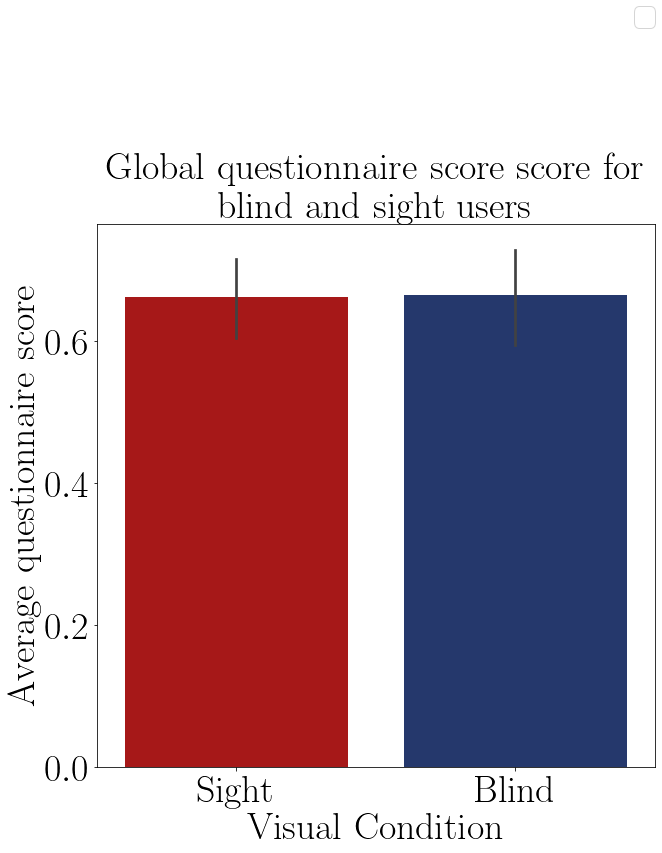 Global questionnaire score score for
blind and sight users
Average questionnaire score
0.6
0.4
0.2
0.0
Sight
Blind
Visual Condition